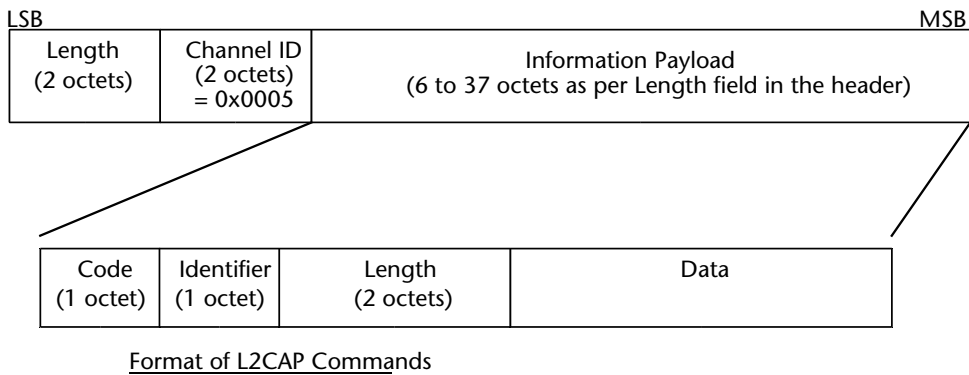 LSB MSB
Length
(2 octets)
Channel ID
(2 octets)
= 0x0005
Information Payload
(6 to 37 octets as per Length field in the header)
Code
(1 octet)
Identifier
(1 octet)
Length
(2 octets)
Data
Format of L2CAP Commands